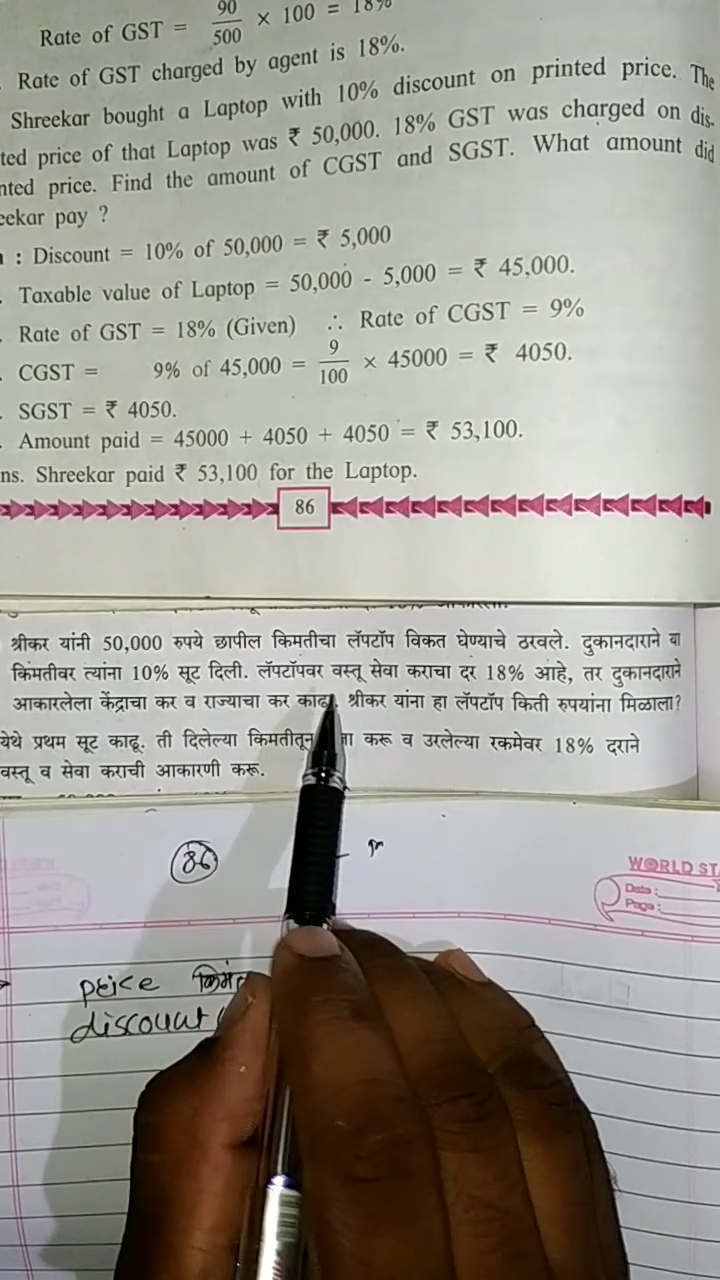 Rate of GST = 90/500 × 100 = 18%
Rate of GST charged by agent is 18%.
Shreekar bought a Laptop with 10% discount on printed price. The
ted price of that Laptop was ₹ 50,000. 18% GST was charged on dis-
nted price. Find the amount of CGST and SGST. What amount did
eekar pay ?
: Discount = 10% of 50,000 = ₹ 5,000
Taxable value of Laptop = 50,000 - 5,000 = ₹ 45,000.
Rate of GST = 18% (Given) ∴ Rate of CGST = 9%
CGST = 9% of 45,000 = 9/100 × 45000 = ₹ 4050.
SGST = ₹ 4050.
Amount paid = 45000 + 4050 + 4050 = ₹ 53,100.
ns. Shreekar paid ₹ 53,100 for the Laptop.
86
श्रीकर यांनी 50,000 रुपये छापील किमतीचा लॅपटॉप विकत घेण्याचे ठरवले. दुकानदाराने या
किमतीवर त्यांना 10% सूट दिली. लॅपटॉपवर वस्तू सेवा कराचा दर 18% आहे, तर दुकानदाराने
आकारलेला केंद्राचा कर व राज्याचा कर काढा. श्रीकर यांना हा लॅपटॉप किती रुपयांना मिळाला?
येथे प्रथम सूट काढू. ती दिलेल्या किमतीतून करू व उरलेल्या रकमेवर 18% दराने
वस्तू व सेवा कराची आकारणी करू.
86
WORLD ST
Date :
Page :
price किंमत
discount